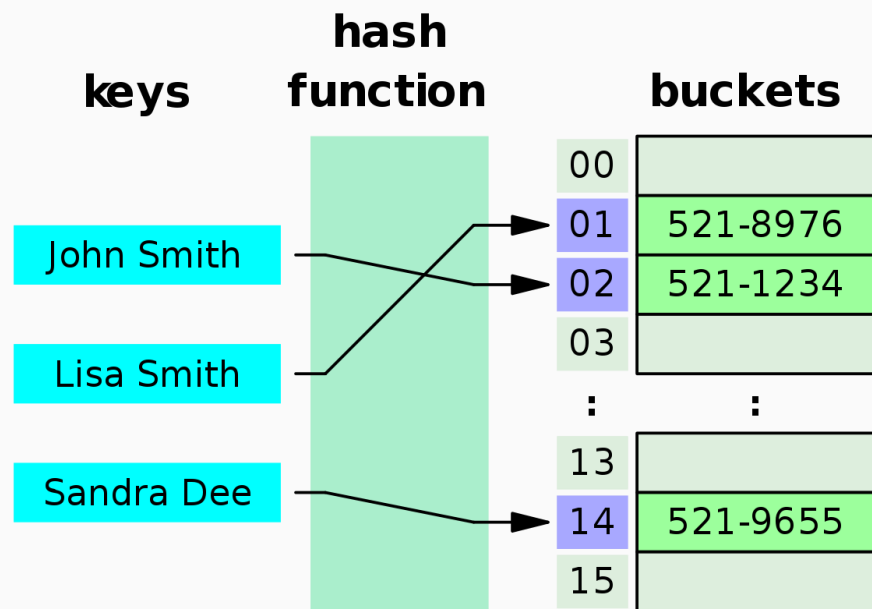 hash
keys function buckets
00
01 521-8976
John Smith
02 521-1234
03
Lisa Smith
: :
13
Sandra Dee
14 521-9655
15